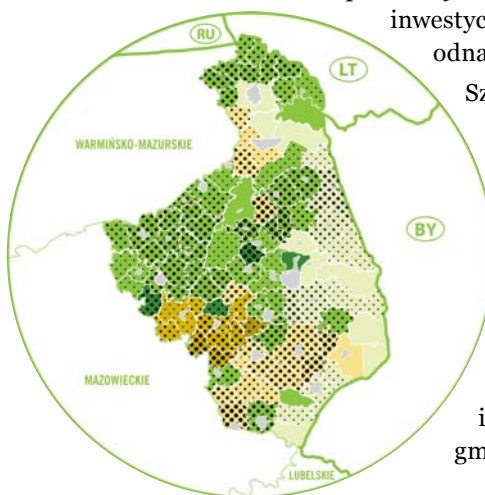 inwestyc
odna
Sz
RU
LT
WARMIŃSKO-MAZURSKIE
BY
MAZOWIECKIE
i
gm
LUBELSKIE